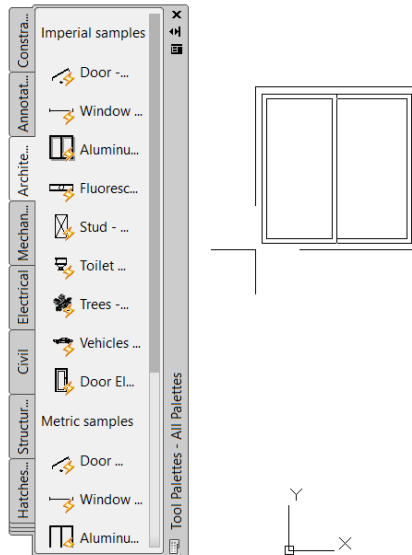 Constra...
Annotat...
Archite...
Mechan...
Electrical
Civil
Structur...
Hatches...
Imperial samples
Door -...
Window ...
Aluminu...
Fluoresc...
Stud - ...
Toilet ...
Trees -...
Vehicles ...
Door El...
Metric samples
Door ...
Window ...
Aluminu...
Tool Palettes - All Palettes
Y
X